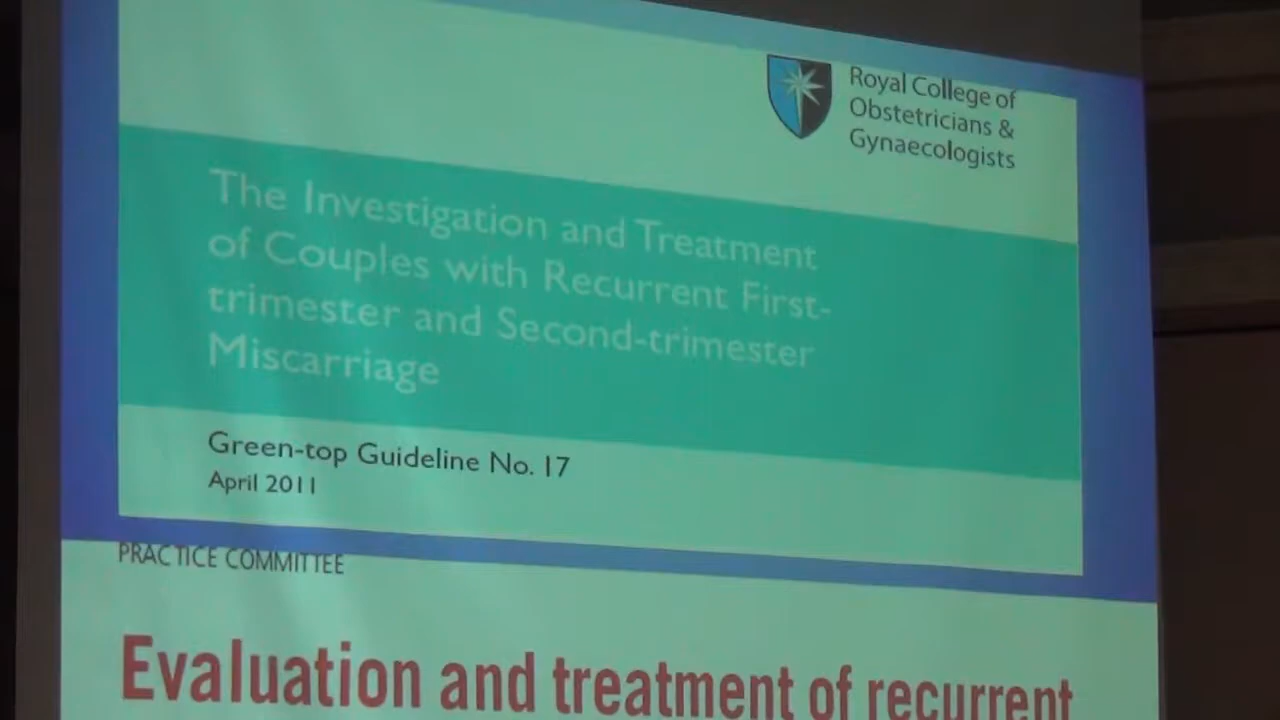 Royal College of
Obstetricians &
Gynaecologists
The Investigation and Treatment
of Couples with Recurrent First-
trimester and Second-trimester
Miscarriage
Green-top Guideline No. 17
April 2011
PRACTICE COMMITTEE
Evaluation and treatment of recurrent